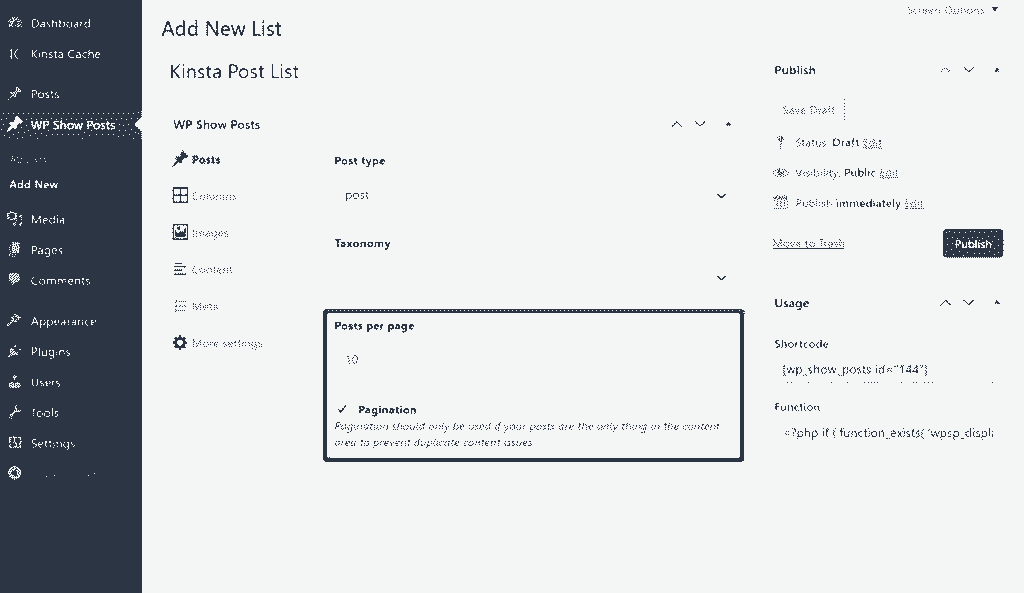 Screen Options
Dashboard
Kinsta Cache
Posts
WP Show Posts
All Lists
Add New
Media
Pages
Comments
Appearance
Plugins
Users
Tools
Settings
Add New List
Kinsta Post List
WP Show Posts
Posts
Columns
Images
Content
Meta
More settings
Post type
post
Taxonomy
Posts per page
10
Pagination
Pagination should only be used if your posts are the only thing in the content
area to prevent duplicate content issues
Publish
Save Draft
Status: Draft Edit
Visibility: Public Edit
Publish immediately Edit
Move to Trash
Publish
Usage
Shortcode
[wp_show_posts id="144"]
Function
<?php if ( function_exists( 'wpsp_displ